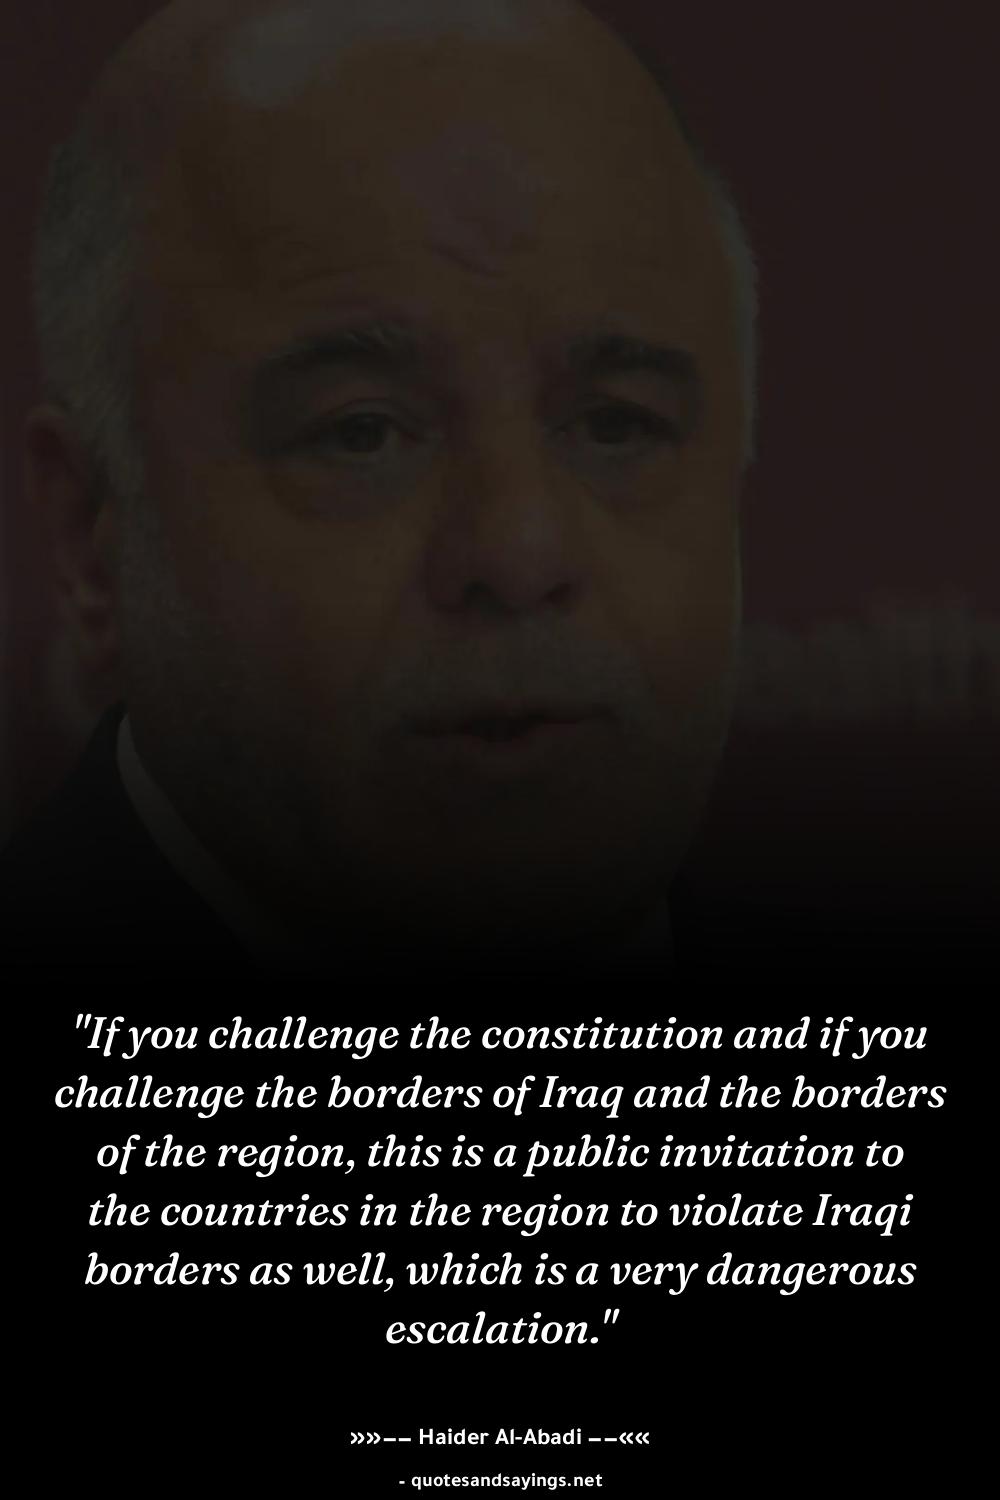 "If you challenge the constitution and if you
challenge the borders of Iraq and the borders
of the region, this is a public invitation to
the countries in the region to violate Iraqi
borders as well, which is a very dangerous
escalation."
»»−− Haider Al-Abadi −−««
- quotesandsayings.net